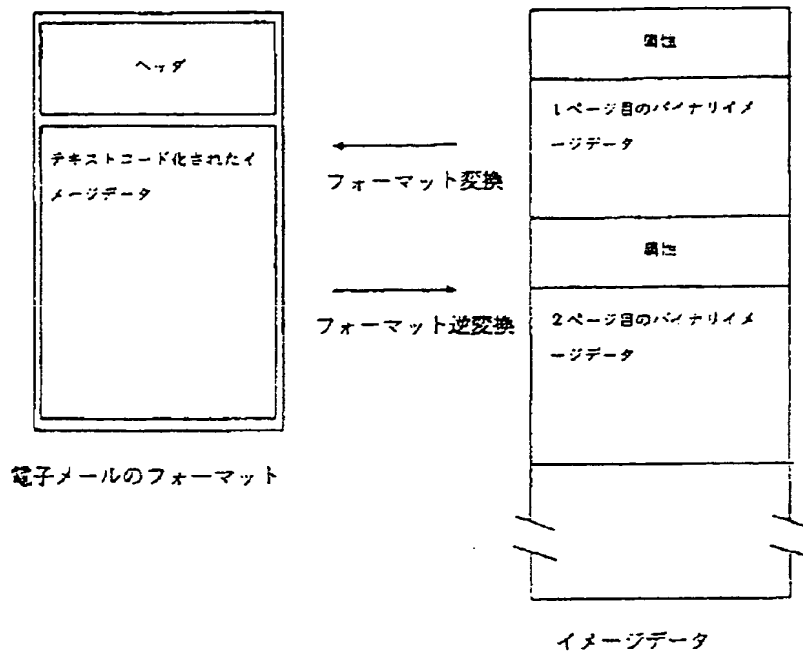 ヘッダ
テキストコード化されたイ
メージデータ
電子メールのフォーマット
フォーマット変換
フォーマット逆変換
属性
1ページ目のバイナリイメ
ージデータ
属性
2ページ目のバイナリイメ
ージデータ
イメージデータ